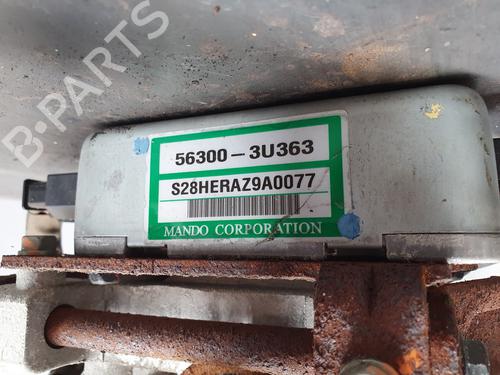 B-PARTS
56300-3U363
S28HERAZ9A0077
MANDO CORPORATION